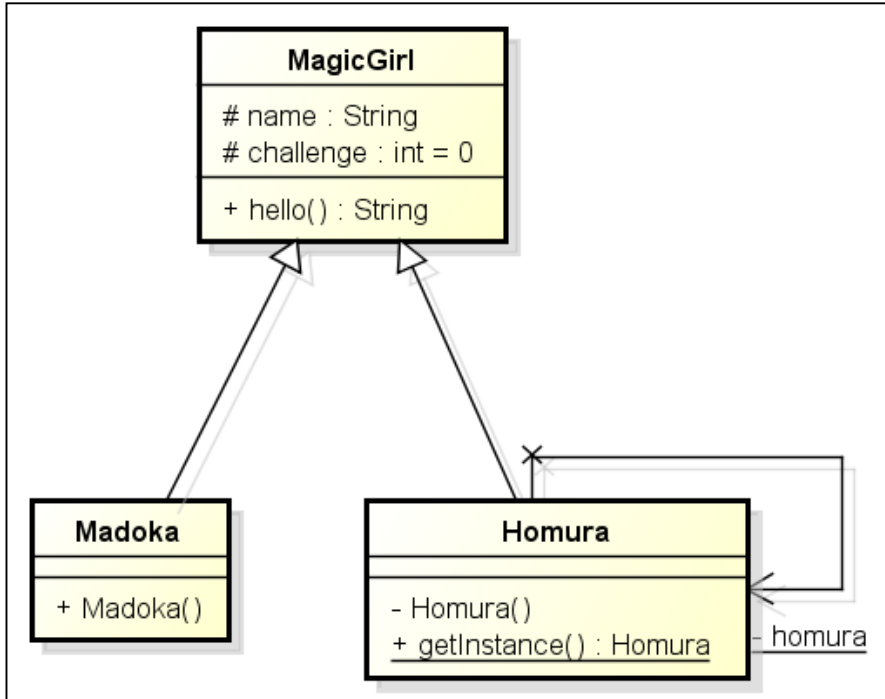 MagicGirl
# name : String
# challenge : int = 0
+ hello() : String
Madoka
+ Madoka()
Homura
- Homura()
+ getInstance() : Homura
- homura